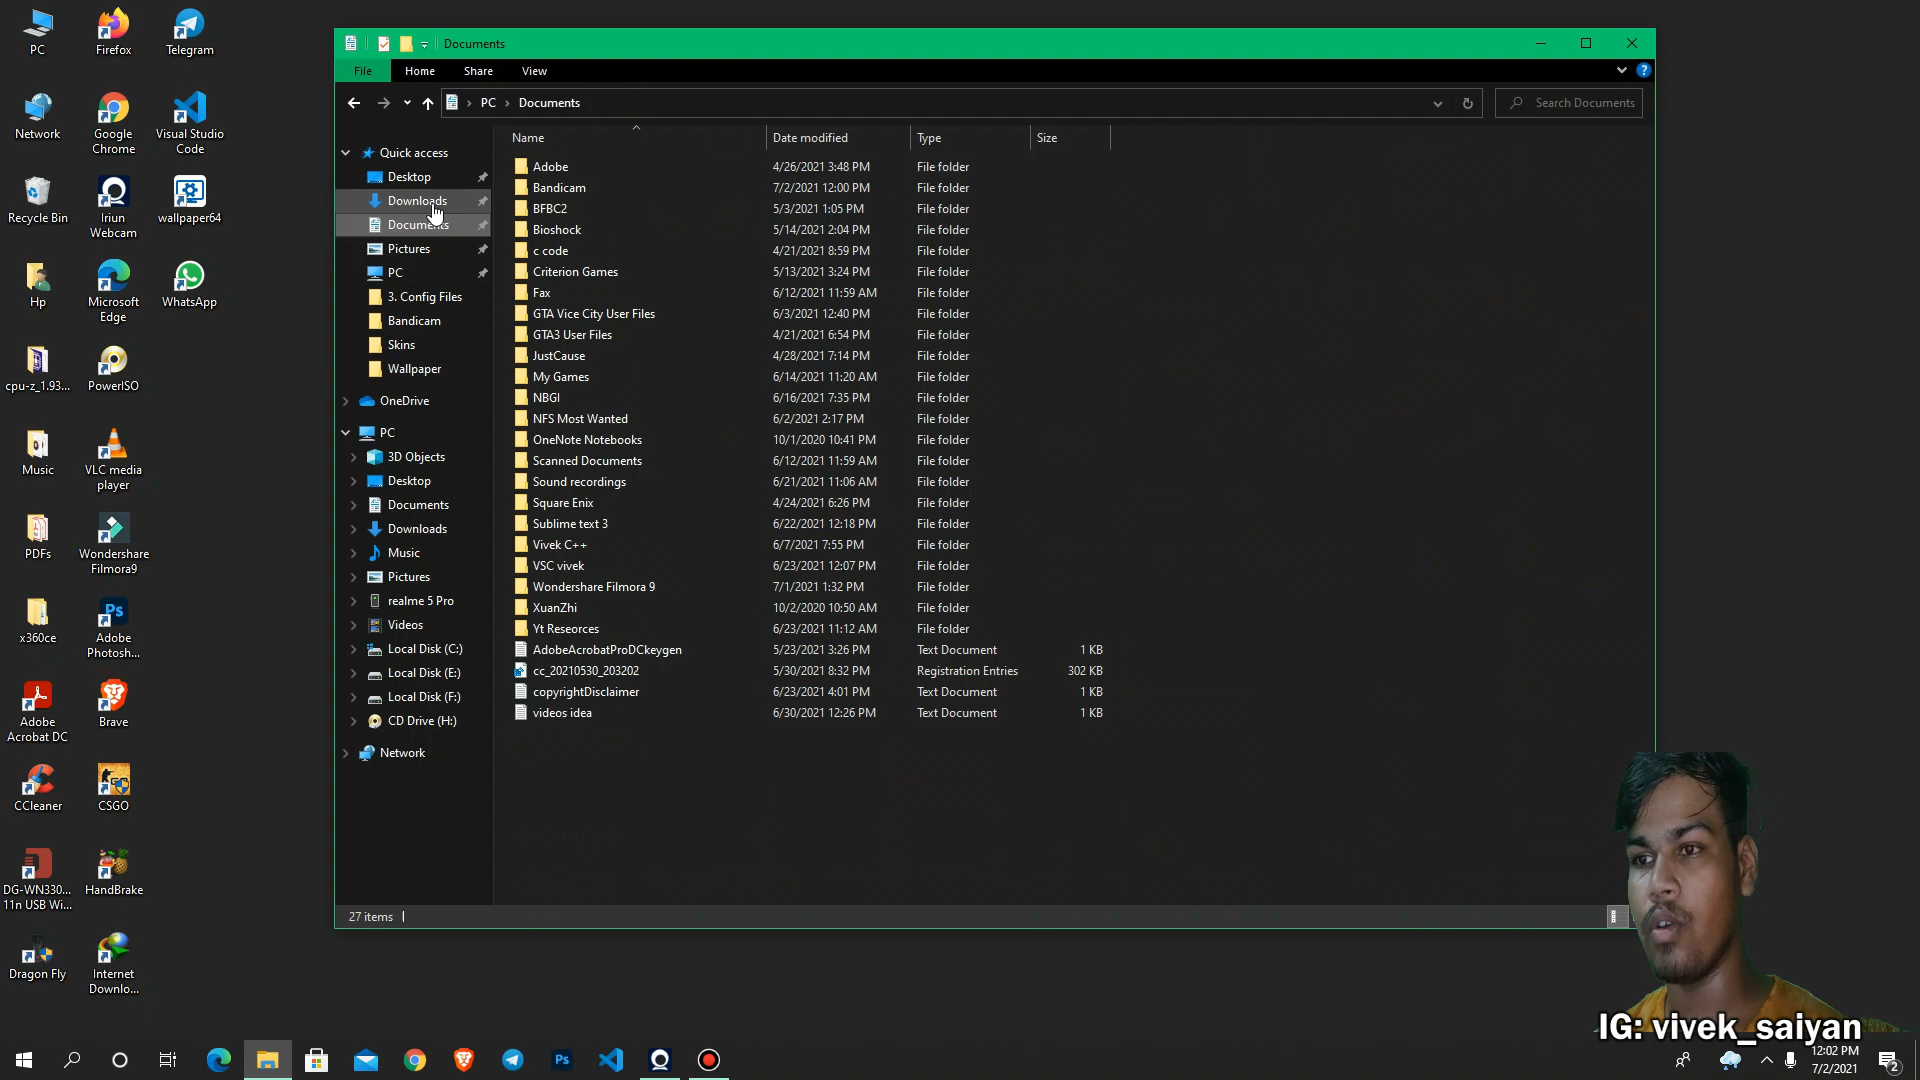 PC
Firefox
Telegram
Network
Google
Chrome
Visual Studio
Code
Recycle Bin
Iriun
Webcam
wallpaper64
Hp
Microsoft
Edge
WhatsApp
cpu-z_1.93...
PowerISO
Music
VLC media
player
PDFs
Wondershare
Filmora9
x360ce
Adobe
Photosh...
Adobe
Acrobat DC
Brave
CCleaner
CSGO
DG-WN330...
11n USB Wi...
HandBrake
Dragon Fly
Internet
Downlo...
Documents
File Home Share View
PC › Documents
Search Documents
Quick access
Desktop
Downloads
Documents
Pictures
PC
3. Config Files
Bandicam
Skins
Wallpaper
OneDrive
PC
3D Objects
Desktop
Documents
Downloads
Music
Pictures
realme 5 Pro
Videos
Local Disk (C:)
Local Disk (E:)
Local Disk (F:)
CD Drive (H:)
Network
Name Date modified Type Size
Adobe 4/26/2021 3:48 PM File folder
Bandicam 7/2/2021 12:00 PM File folder
BFBC2 5/3/2021 1:05 PM File folder
Bioshock 5/14/2021 2:04 PM File folder
c code 4/21/2021 8:59 PM File folder
Criterion Games 5/13/2021 3:24 PM File folder
Fax 6/12/2021 11:59 AM File folder
GTA Vice City User Files 6/3/2021 12:40 PM File folder
GTA3 User Files 4/21/2021 6:54 PM File folder
JustCause 4/28/2021 7:14 PM File folder
My Games 6/14/2021 11:20 AM File folder
NBGI 6/16/2021 7:35 PM File folder
NFS Most Wanted 6/2/2021 2:17 PM File folder
OneNote Notebooks 10/1/2020 10:41 PM File folder
Scanned Documents 6/12/2021 11:59 AM File folder
Sound recordings 6/21/2021 11:06 AM File folder
Square Enix 4/24/2021 6:26 PM File folder
Sublime text 3 6/22/2021 12:18 PM File folder
Vivek C++ 6/7/2021 7:55 PM File folder
VSC vivek 6/23/2021 12:07 PM File folder
Wondershare Filmora 9 7/1/2021 1:32 PM File folder
XuanZhi 10/2/2020 10:50 AM File folder
Yt Reseorces 6/23/2021 11:12 AM File folder
AdobeAcrobatProDCkeygen 5/23/2021 3:26 PM Text Document 1 KB
cc_20210530_203202 5/30/2021 8:32 PM Registration Entries 302 KB
copyrightDisclaimer 6/23/2021 4:01 PM Text Document 1 KB
videos idea 6/30/2021 12:26 PM Text Document 1 KB
27 items
IG: vivek_saiyan
12:02 PM
7/2/2021
2